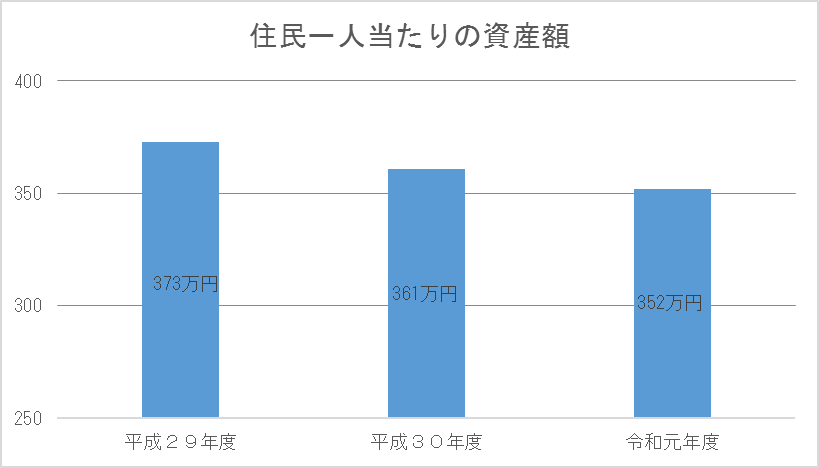 住民一人当たりの資産額
400
350
300
250
373万円
361万円
352万円
平成２９年度
平成３０年度
令和元年度